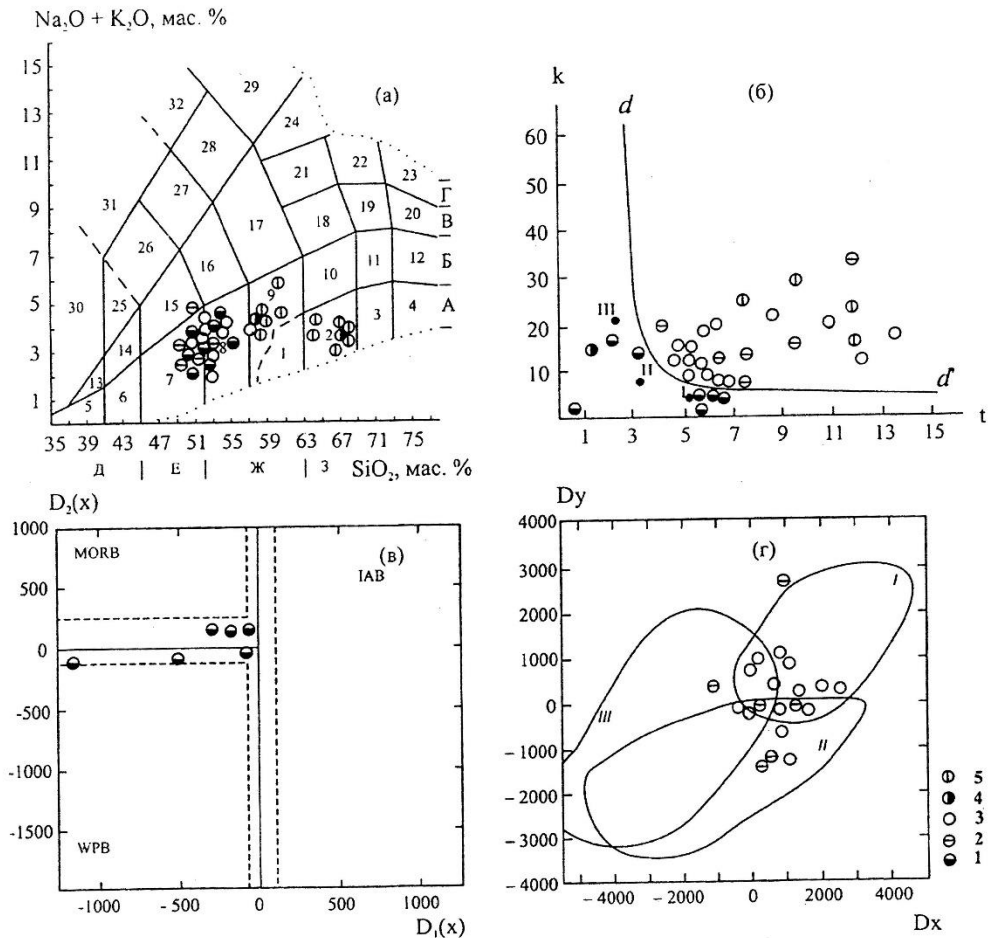 Na₂O + K₂O, мас. %
(а)
15
13
11
9
7
5
3
1
29
32
24
28
21
22
23
Г
27
31
19
20
В
17
18
26
12
Б
16
10
11
30
25
15
9
А
4
14
8
3
2
1
7
13
5
6
35 39 43 47 51 55 59 63 67 71 75
Д | Е | Ж | З SiO₂, мас. %
k
d
(б)
60
50
40
30
20
10
0
III
II
I
d'
1 3 5 7 9 11 13 15
t
D₂(x)
1000
500
0
-500
-1000
-1500
MORB
(в)
IAB
WPB
-1000 -500 0 500 1000
D₁(x)
Dy
4000
3000
2000
1000
0
-1000
-2000
-3000
-4000
(г)
I
III
II
-4000 -2000 0 2000 4000
Dx
5
4
3
2
1